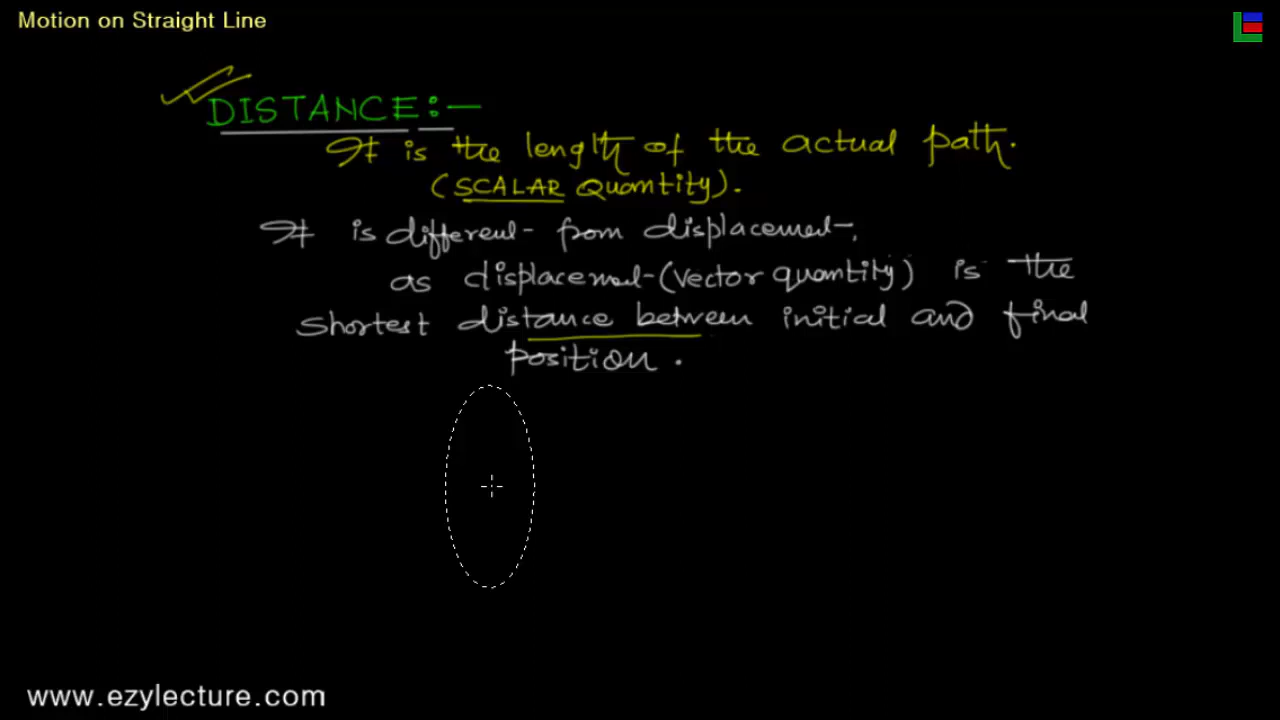 Motion on Straight Line
DISTANCE :-
It is the length of the actual path.
(SCALAR Quantity).
It is different from displacement,
as displacement (vector quantity) is the
shortest distance between initial and final
position.
www.ezylecture.com